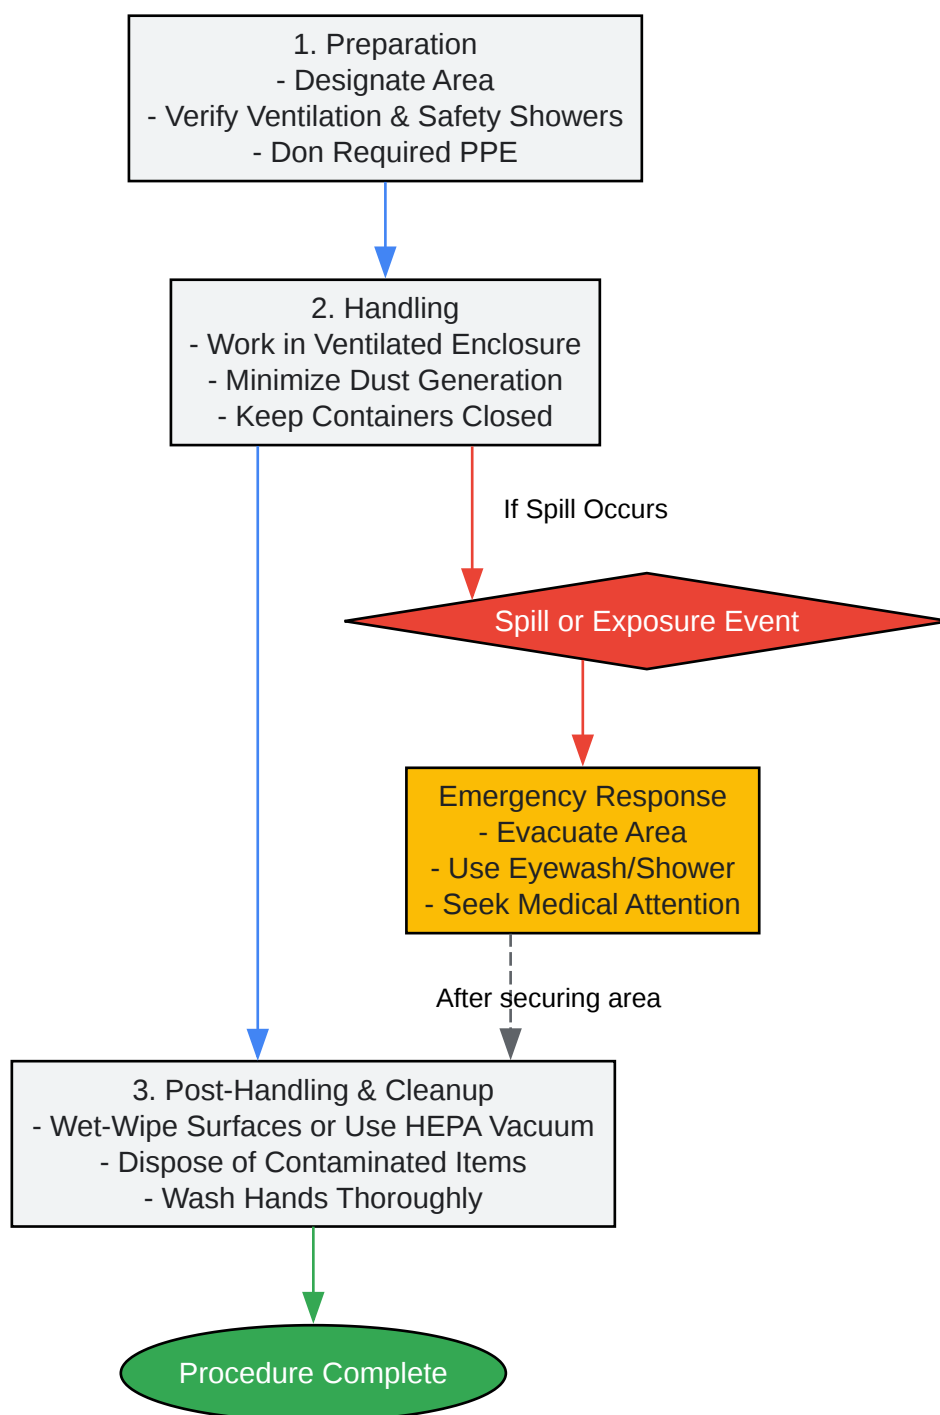 1. Preparation
- Designate Area
- Verify Ventilation & Safety Showers
- Don Required PPE
2. Handling
- Work in Ventilated Enclosure
- Minimize Dust Generation
- Keep Containers Closed
If Spill Occurs
Spill or Exposure Event
Emergency Response
- Evacuate Area
- Use Eyewash/Shower
- Seek Medical Attention
After securing area
3. Post-Handling & Cleanup
- Wet-Wipe Surfaces or Use HEPA Vacuum
- Dispose of Contaminated Items
- Wash Hands Thoroughly
Procedure Complete